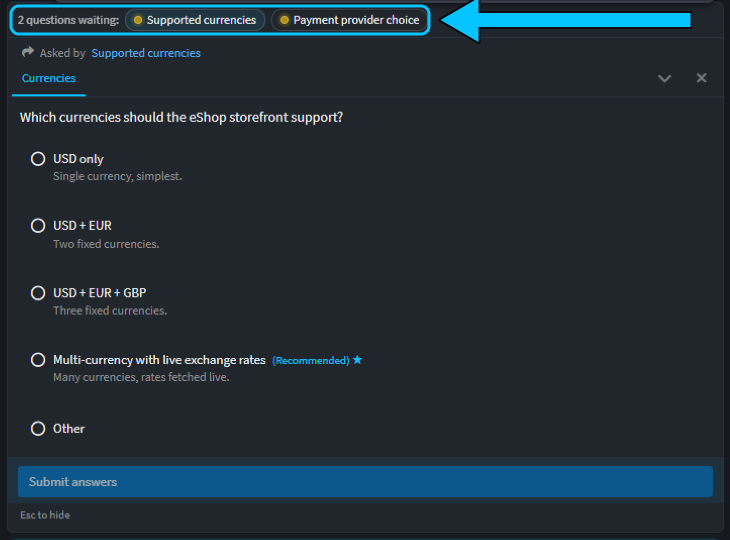 2 questions waiting: Supported currencies Payment provider choice
Asked by Supported currencies
Currencies
Which currencies should the eShop storefront support?
USD only
Single currency, simplest.
USD + EUR
Two fixed currencies.
USD + EUR + GBP
Three fixed currencies.
Multi-currency with live exchange rates (Recommended) ★
Many currencies, rates fetched live.
Other
Submit answers
Esc to hide